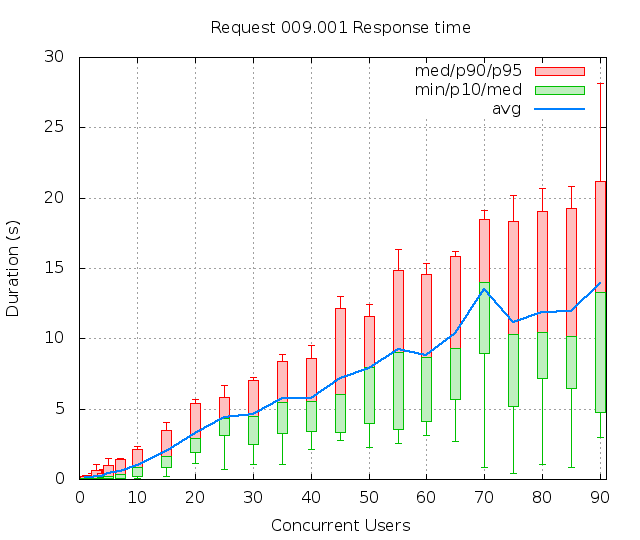 Request 009.001 Response time
30
25
20
15
10
5
0
Duration (s)
med/p90/p95
min/p10/med
avg
0 10 20 30 40 50 60 70 80 90
Concurrent Users